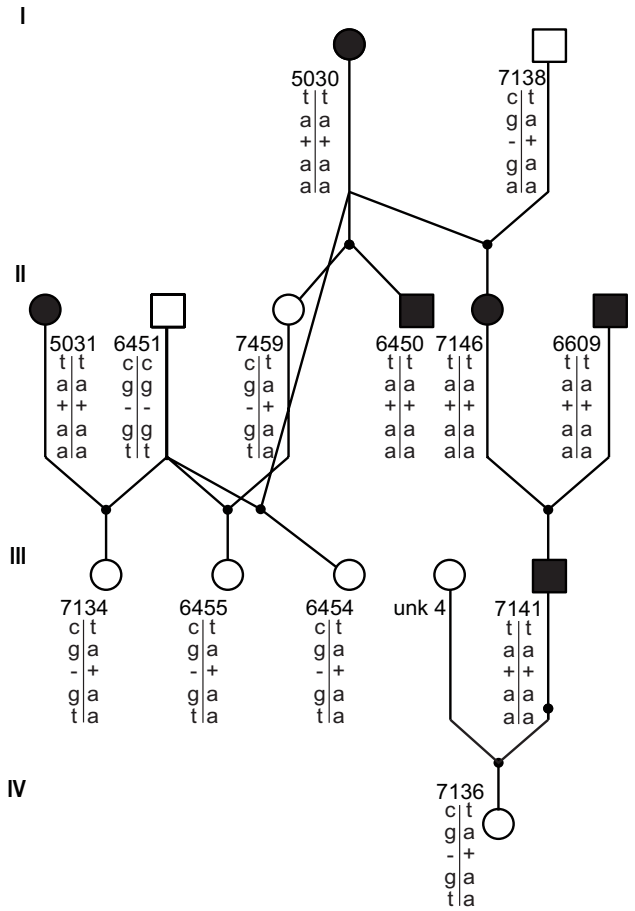 I
5030 7138
t|t c|t
a|a g|a
+|+ -|+
a|a g|a
a|a a|a
II
5031 6451 7459 6450 7146 6609
t|t c|c c|t t|t t|t t|t
a|a g|g g|a a|a a|a a|a
+|+ -|- -|+ +|+ +|+ +|+
a|a g|g g|a a|a a|a a|a
a|a t|t t|a a|a a|a a|a
III
7134 6455 6454 unk 4 7141
c|t c|t c|t t|t
g|a g|a g|a a|a
-|+ -|+ -|+ +|+
g|a g|a g|a a|a
t|a t|a t|a a|a
IV
7136
c|t
g|a
-|+
g|a
t|a